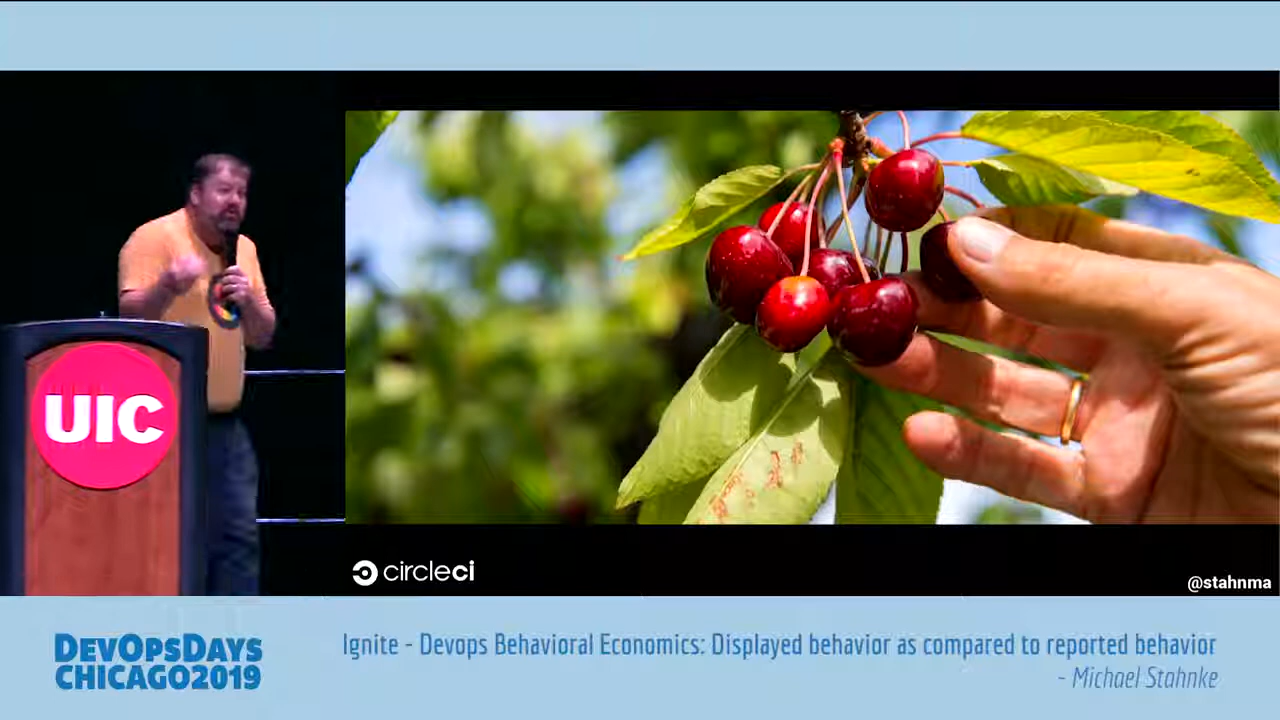 UIC
circleci
@stahnma
DEVOPSDAYS
CHICAGO2019
Ignite - Devops Behavioral Economics: Displayed behavior as compared to reported behavior
- Michael Stahnke